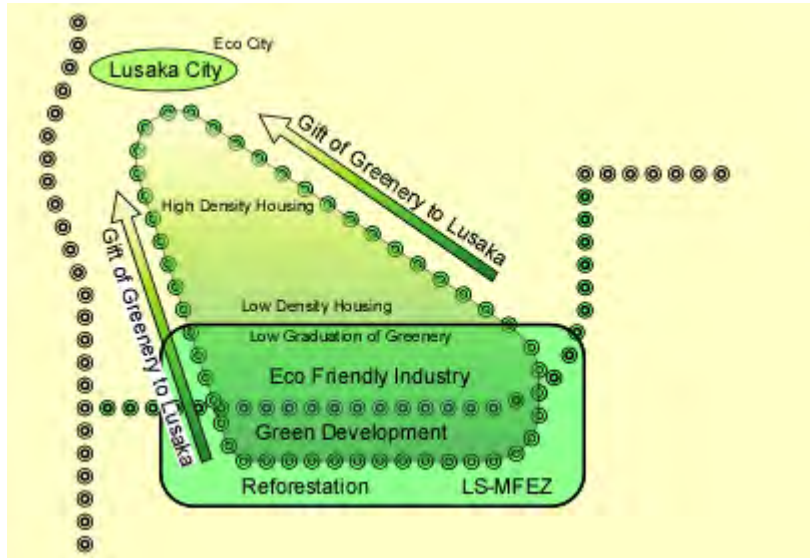 Eco City
Lusaka City
Gift of Greenery to Lusaka
High Density Housing
Gift of Greenery to Lusaka
Low Density Housing
Low Graduation of Greenery
Eco Friendly Industry
Green Development
Reforestation
LS-MFEZ